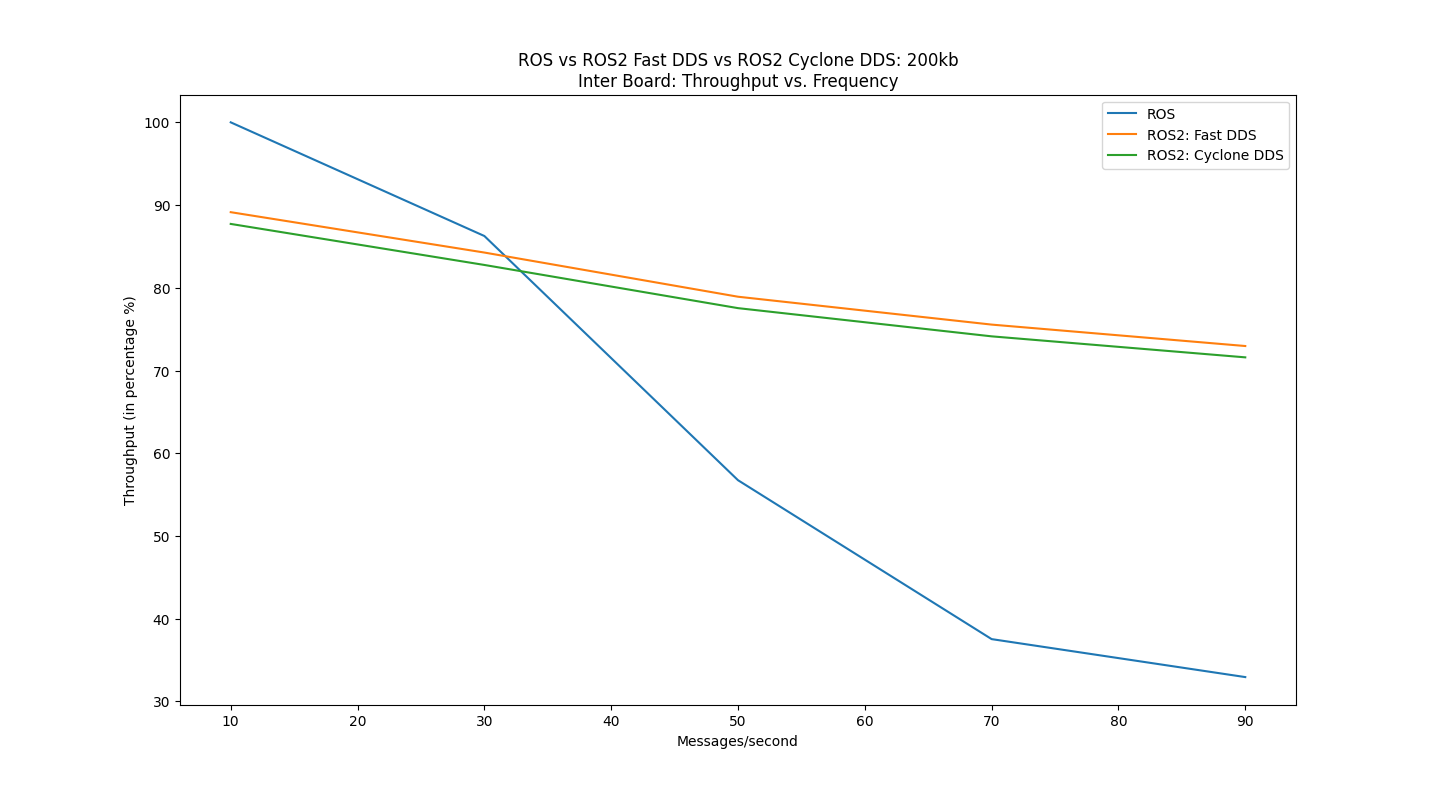 ROS vs ROS2 Fast DDS vs ROS2 Cyclone DDS: 200kb
Inter Board: Throughput vs. Frequency
ROS
ROS2: Fast DDS
ROS2: Cyclone DDS
Throughput (in percentage %)
100
90
80
70
60
50
40
30
10 20 30 40 50 60 70 80 90
Messages/second